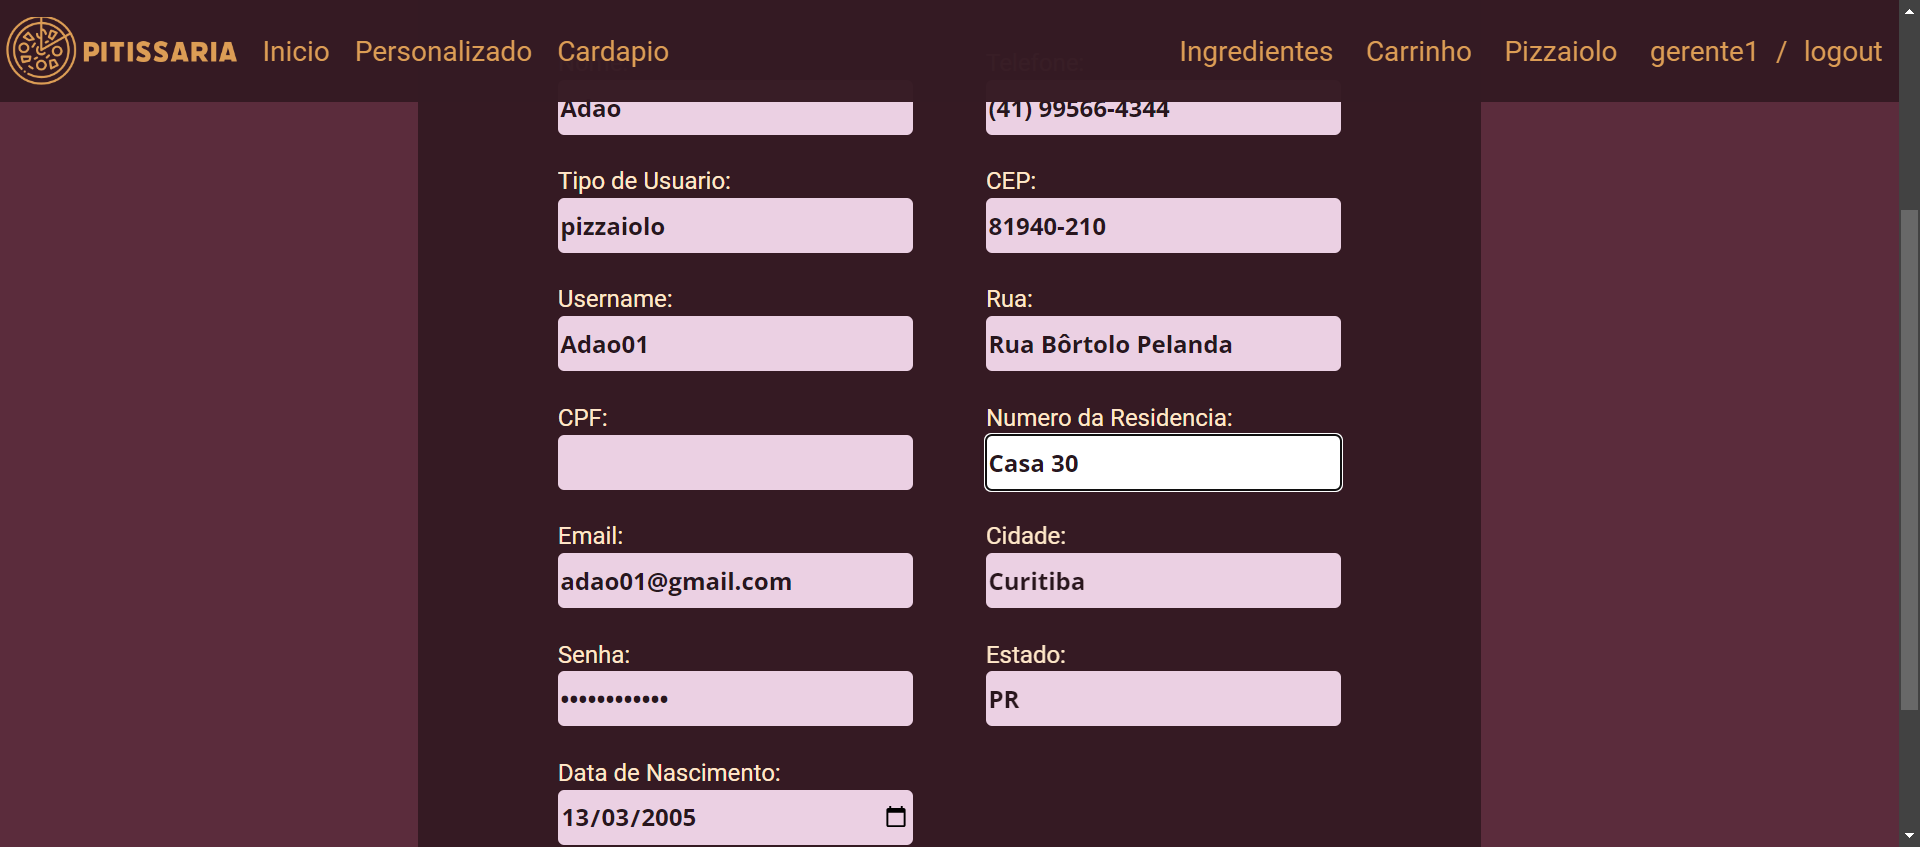 PITISSARIA Inicio Personalizado Cardapio Ingredientes Carrinho Pizzaiolo gerente1 / logout
Telefone:
Adao
(41) 99566-4344
Tipo de Usuario:
CEP:
pizzaiolo
81940-210
Username:
Rua:
Adao01
Rua Bôrtolo Pelanda
CPF:
Numero da Residencia:
Casa 30
Email:
Cidade:
adao01@gmail.com
Curitiba
Senha:
Estado:
••••••••••••
PR
Data de Nascimento:
13/03/2005